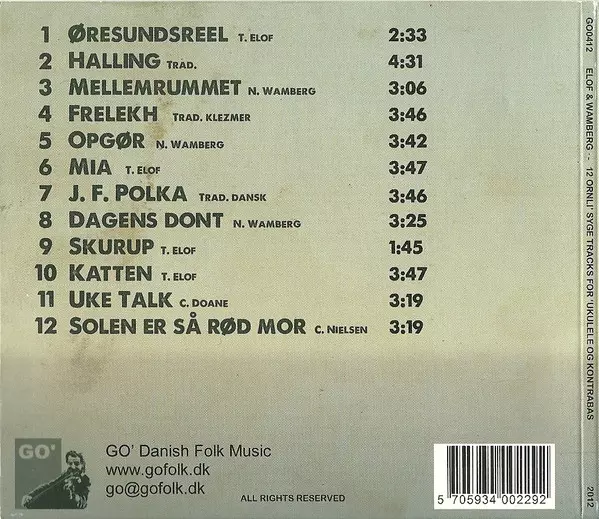 1 ØRESUNDSREEL T. ELOF 2:33
2 HALLING TRAD. 4:31
3 MELLEMRUMMET N. WAMBERG 3:06
4 FRELEKH TRAD. KLEZMER 3:46
5 OPGØR N. WAMBERG 3:42
6 MIA T. ELOF 3:47
7 J. F. POLKA TRAD. DANSK 3:46
8 DAGENS DONT N. WAMBERG 3:25
9 SKURUP T. ELOF 1:45
10 KATTEN T. ELOF 3:47
11 UKE TALK C. DOANE 3:19
12 SOLEN ER SÅ RØD MOR C. NIELSEN 3:19
GO'
GO' Danish Folk Music
www.gofolk.dk
go@gofolk.dk
ALL RIGHTS RESERVED
5 705934 002292
GO0412 ELOF & WAMBERG - 12 ORNLI' SYGE TRACKS FOR 'UKULELE OG KONTRABAS 2012